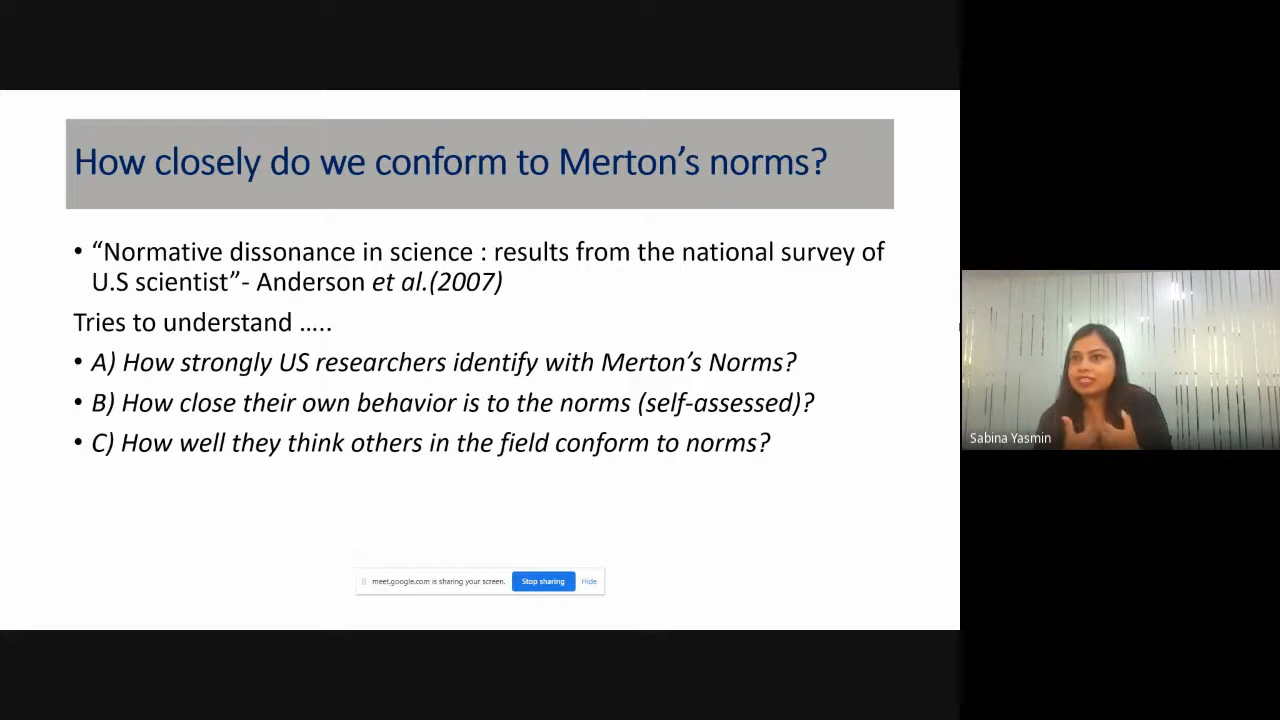 How closely do we conform to Merton’s norms?
• “Normative dissonance in science : results from the national survey of
U.S scientist”- Anderson et al.(2007)
Tries to understand …..
• A) How strongly US researchers identify with Merton’s Norms?
• B) How close their own behavior is to the norms (self-assessed)?
• C) How well they think others in the field conform to norms?
Sabina Yasmin
meet.google.com is sharing your screen. Stop sharing Hide